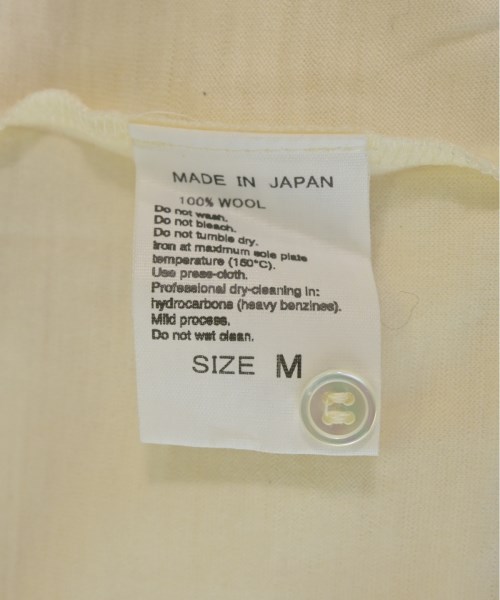 MADE IN JAPAN
100% WOOL
Do not wash.
Do not bleach.
Do not tumble dry.
Iron at maximum sole plate
temperature (150°C).
Use press-cloth.
Professional dry-cleaning in:
hydrocarbons (heavy benzines).
Mild process.
Do not wet clean.
SIZE M